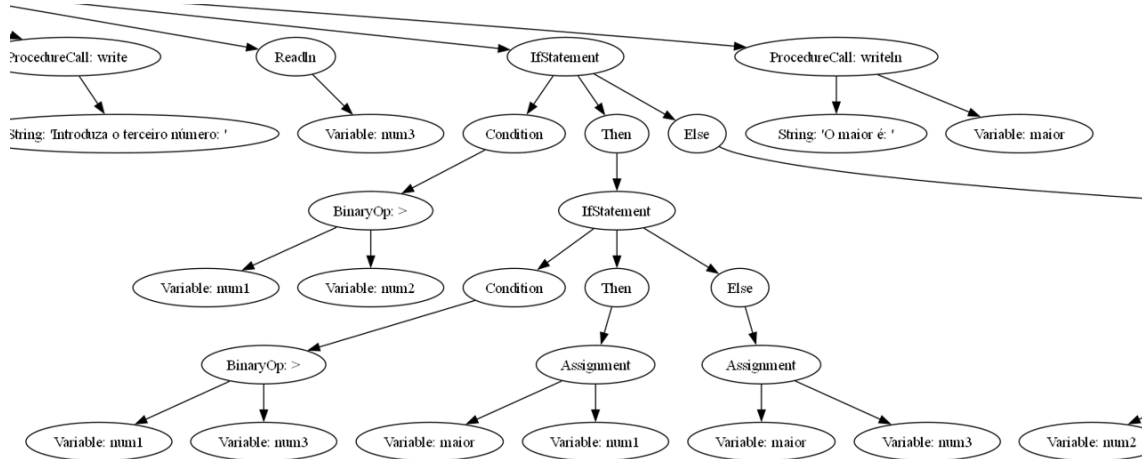 ProcedureCall: write
Readln
IfStatement
ProcedureCall: writeln
String: 'Introduza o terceiro número: '
Variable: num3
Condition
Then
Else
String: 'O maior é: '
Variable: maior
BinaryOp: >
IfStatement
Variable: num1
Variable: num2
Condition
Then
Else
BinaryOp: >
Assignment
Assignment
Variable: num1
Variable: num3
Variable: maior
Variable: num1
Variable: maior
Variable: num3
Variable: num2